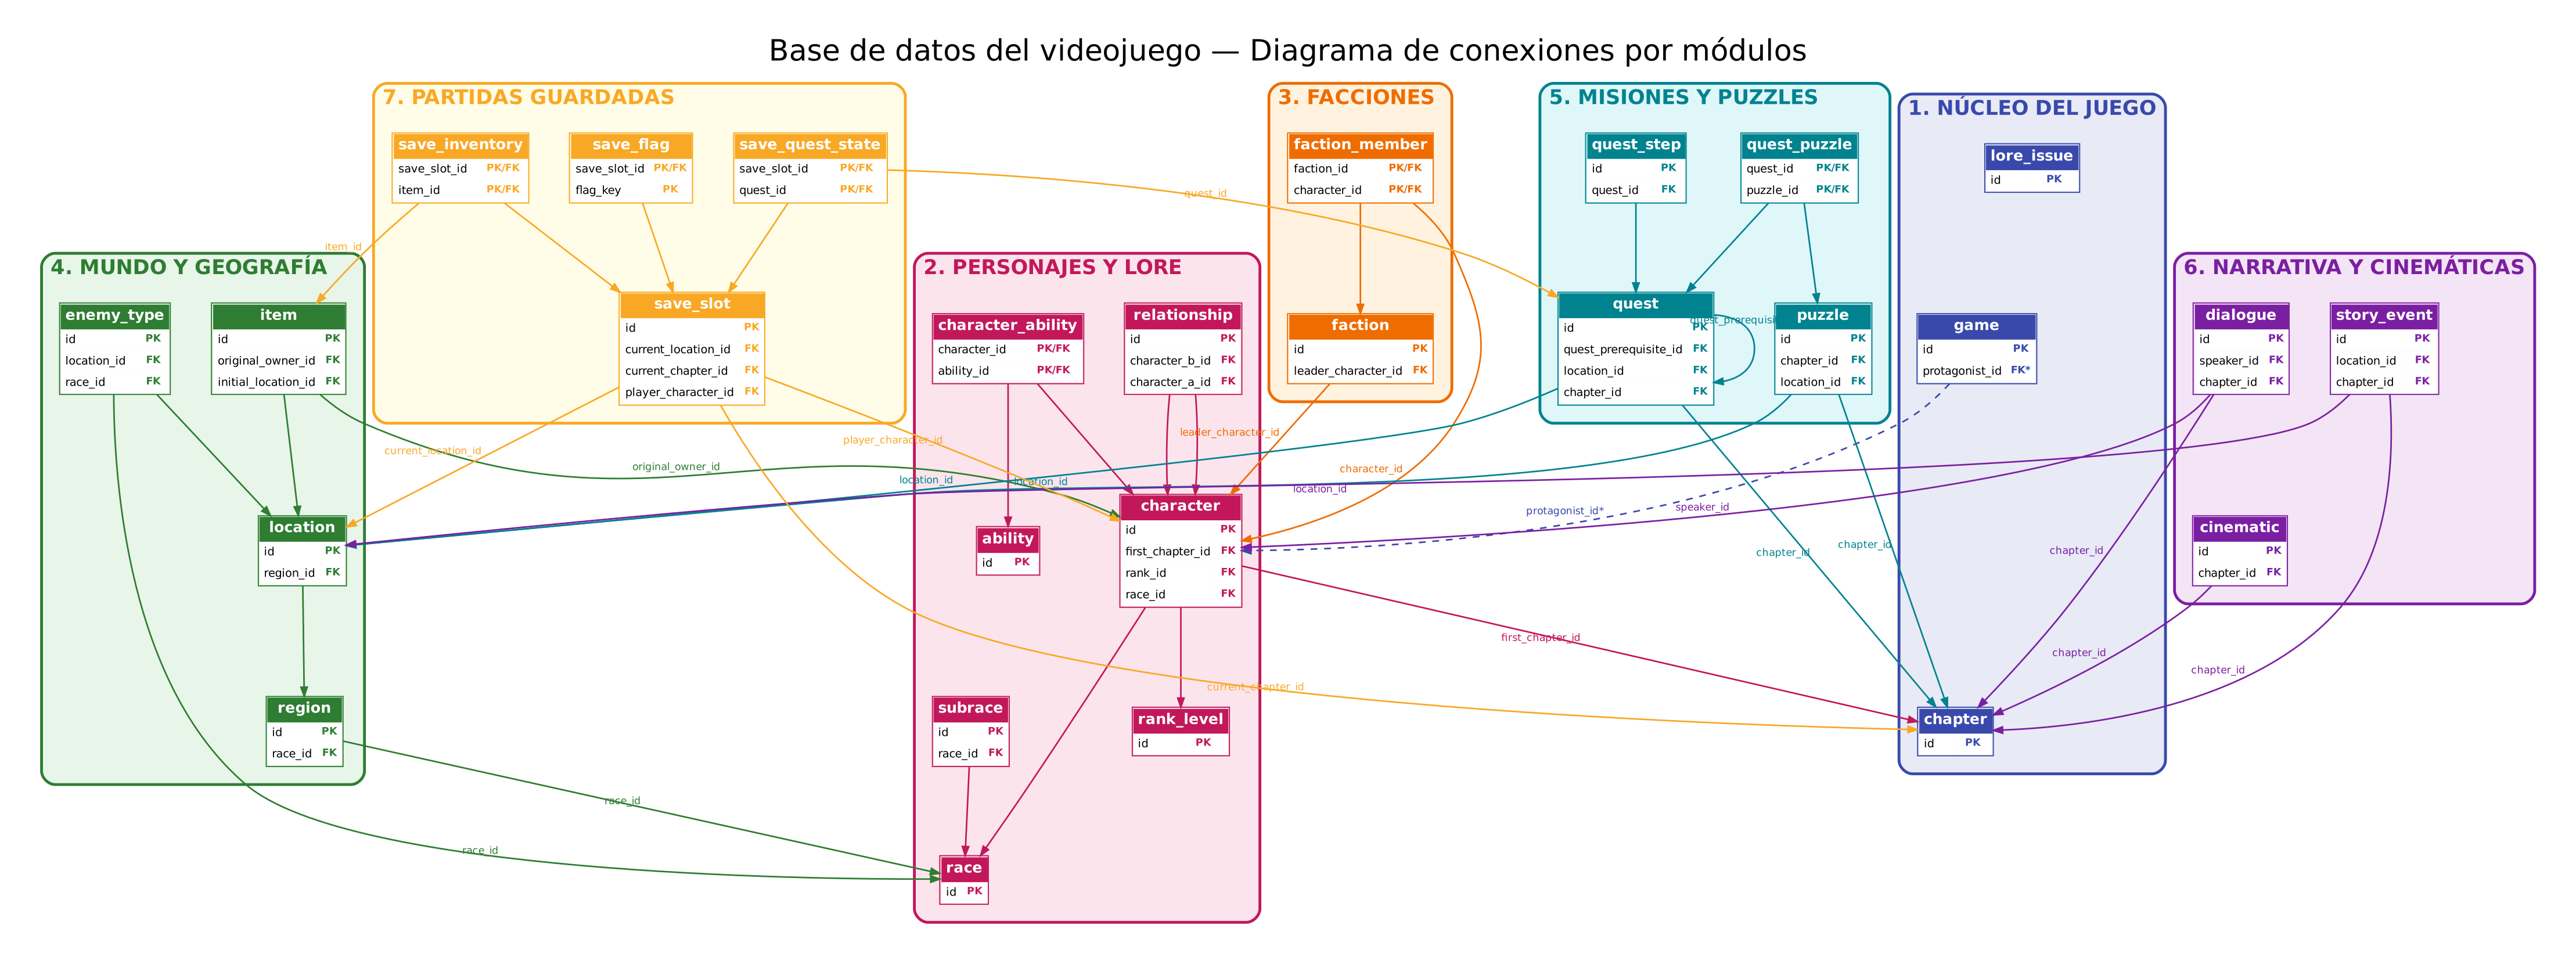 Base de datos del videojuego — Diagrama de conexiones por módulos
7. PARTIDAS GUARDADAS
save_inventory
save_slot_id PK/FK
item_id PK/FK
save_flag
save_slot_id PK/FK
flag_key PK
save_quest_state
save_slot_id PK/FK
quest_id PK/FK
save_slot
id PK
current_location_id FK
current_chapter_id FK
player_character_id FK
3. FACCIONES
faction_member
faction_id PK/FK
character_id PK/FK
faction
id PK
leader_character_id FK
5. MISIONES Y PUZZLES
quest_step
id PK
quest_id FK
quest_puzzle
quest_id PK/FK
puzzle_id PK/FK
quest
id PK
quest_prerequisite_id FK
location_id FK
chapter_id FK
puzzle
id PK
chapter_id FK
location_id FK
1. NÚCLEO DEL JUEGO
lore_issue
id PK
game
id PK
protagonist_id FK*
chapter
id PK
4. MUNDO Y GEOGRAFÍA
enemy_type
id PK
location_id FK
race_id FK
item
id PK
original_owner_id FK
initial_location_id FK
location
id PK
region_id FK
region
id PK
race_id FK
2. PERSONAJES Y LORE
character_ability
character_id PK/FK
ability_id PK/FK
relationship
id PK
character_b_id FK
character_a_id FK
ability
id PK
character
id PK
first_chapter_id FK
rank_id FK
race_id FK
subrace
id PK
race_id FK
rank_level
id PK
race
id PK
6. NARRATIVA Y CINEMÁTICAS
dialogue
id PK
speaker_id FK
chapter_id FK
story_event
id PK
location_id FK
chapter_id FK
cinematic
id PK
chapter_id FK
quest_id
item_id
player_character_id
current_location_id
original_owner_id
leader_character_id
character_id
location_id
location_id
location_id
protagonist_id*
speaker_id
chapter_id
chapter_id
chapter_id
chapter_id
chapter_id
first_chapter_id
current_chapter_id
race_id
race_id